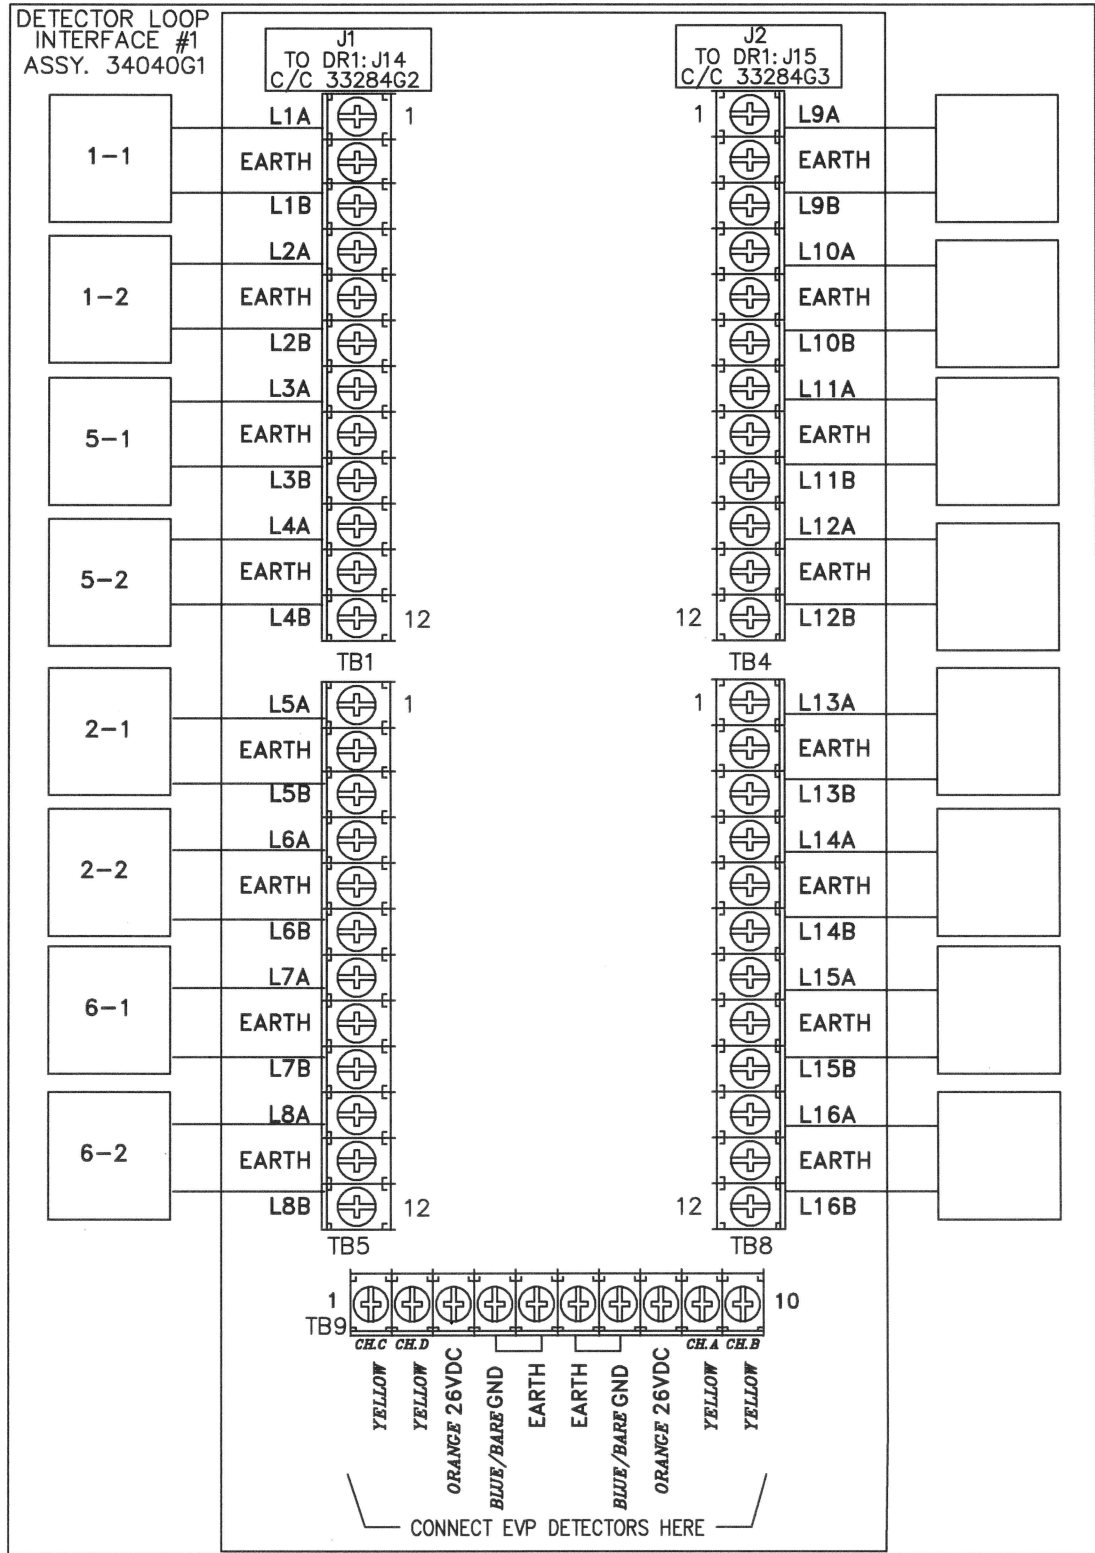 DETECTOR LOOP
INTERFACE #1
ASSY. 34040G1
J1
TO DR1:J14
C/C 33284G2
J2
TO DR1:J15
C/C 33284G3
1-1
L1A
1
EARTH
L1B
1-2
L2A
EARTH
L2B
5-1
L3A
EARTH
L3B
5-2
L4A
EARTH
L4B
12
TB1
1
L9A
EARTH
L9B
L10A
EARTH
L10B
L11A
EARTH
L11B
L12A
EARTH
12
L12B
TB4
2-1
L5A
1
EARTH
L5B
2-2
L6A
EARTH
L6B
6-1
L7A
EARTH
L7B
6-2
L8A
EARTH
L8B
12
TB5
1
L13A
EARTH
L13B
L14A
EARTH
L14B
L15A
EARTH
L15B
L16A
EARTH
12
L16B
TB8
1
10
TB9
CH.C
CH.D
CH.A
CH.B
YELLOW
YELLOW
ORANGE 26VDC
BLUE/BARE GND
EARTH
EARTH
BLUE/BARE GND
ORANGE 26VDC
YELLOW
YELLOW
CONNECT EVP DETECTORS HERE